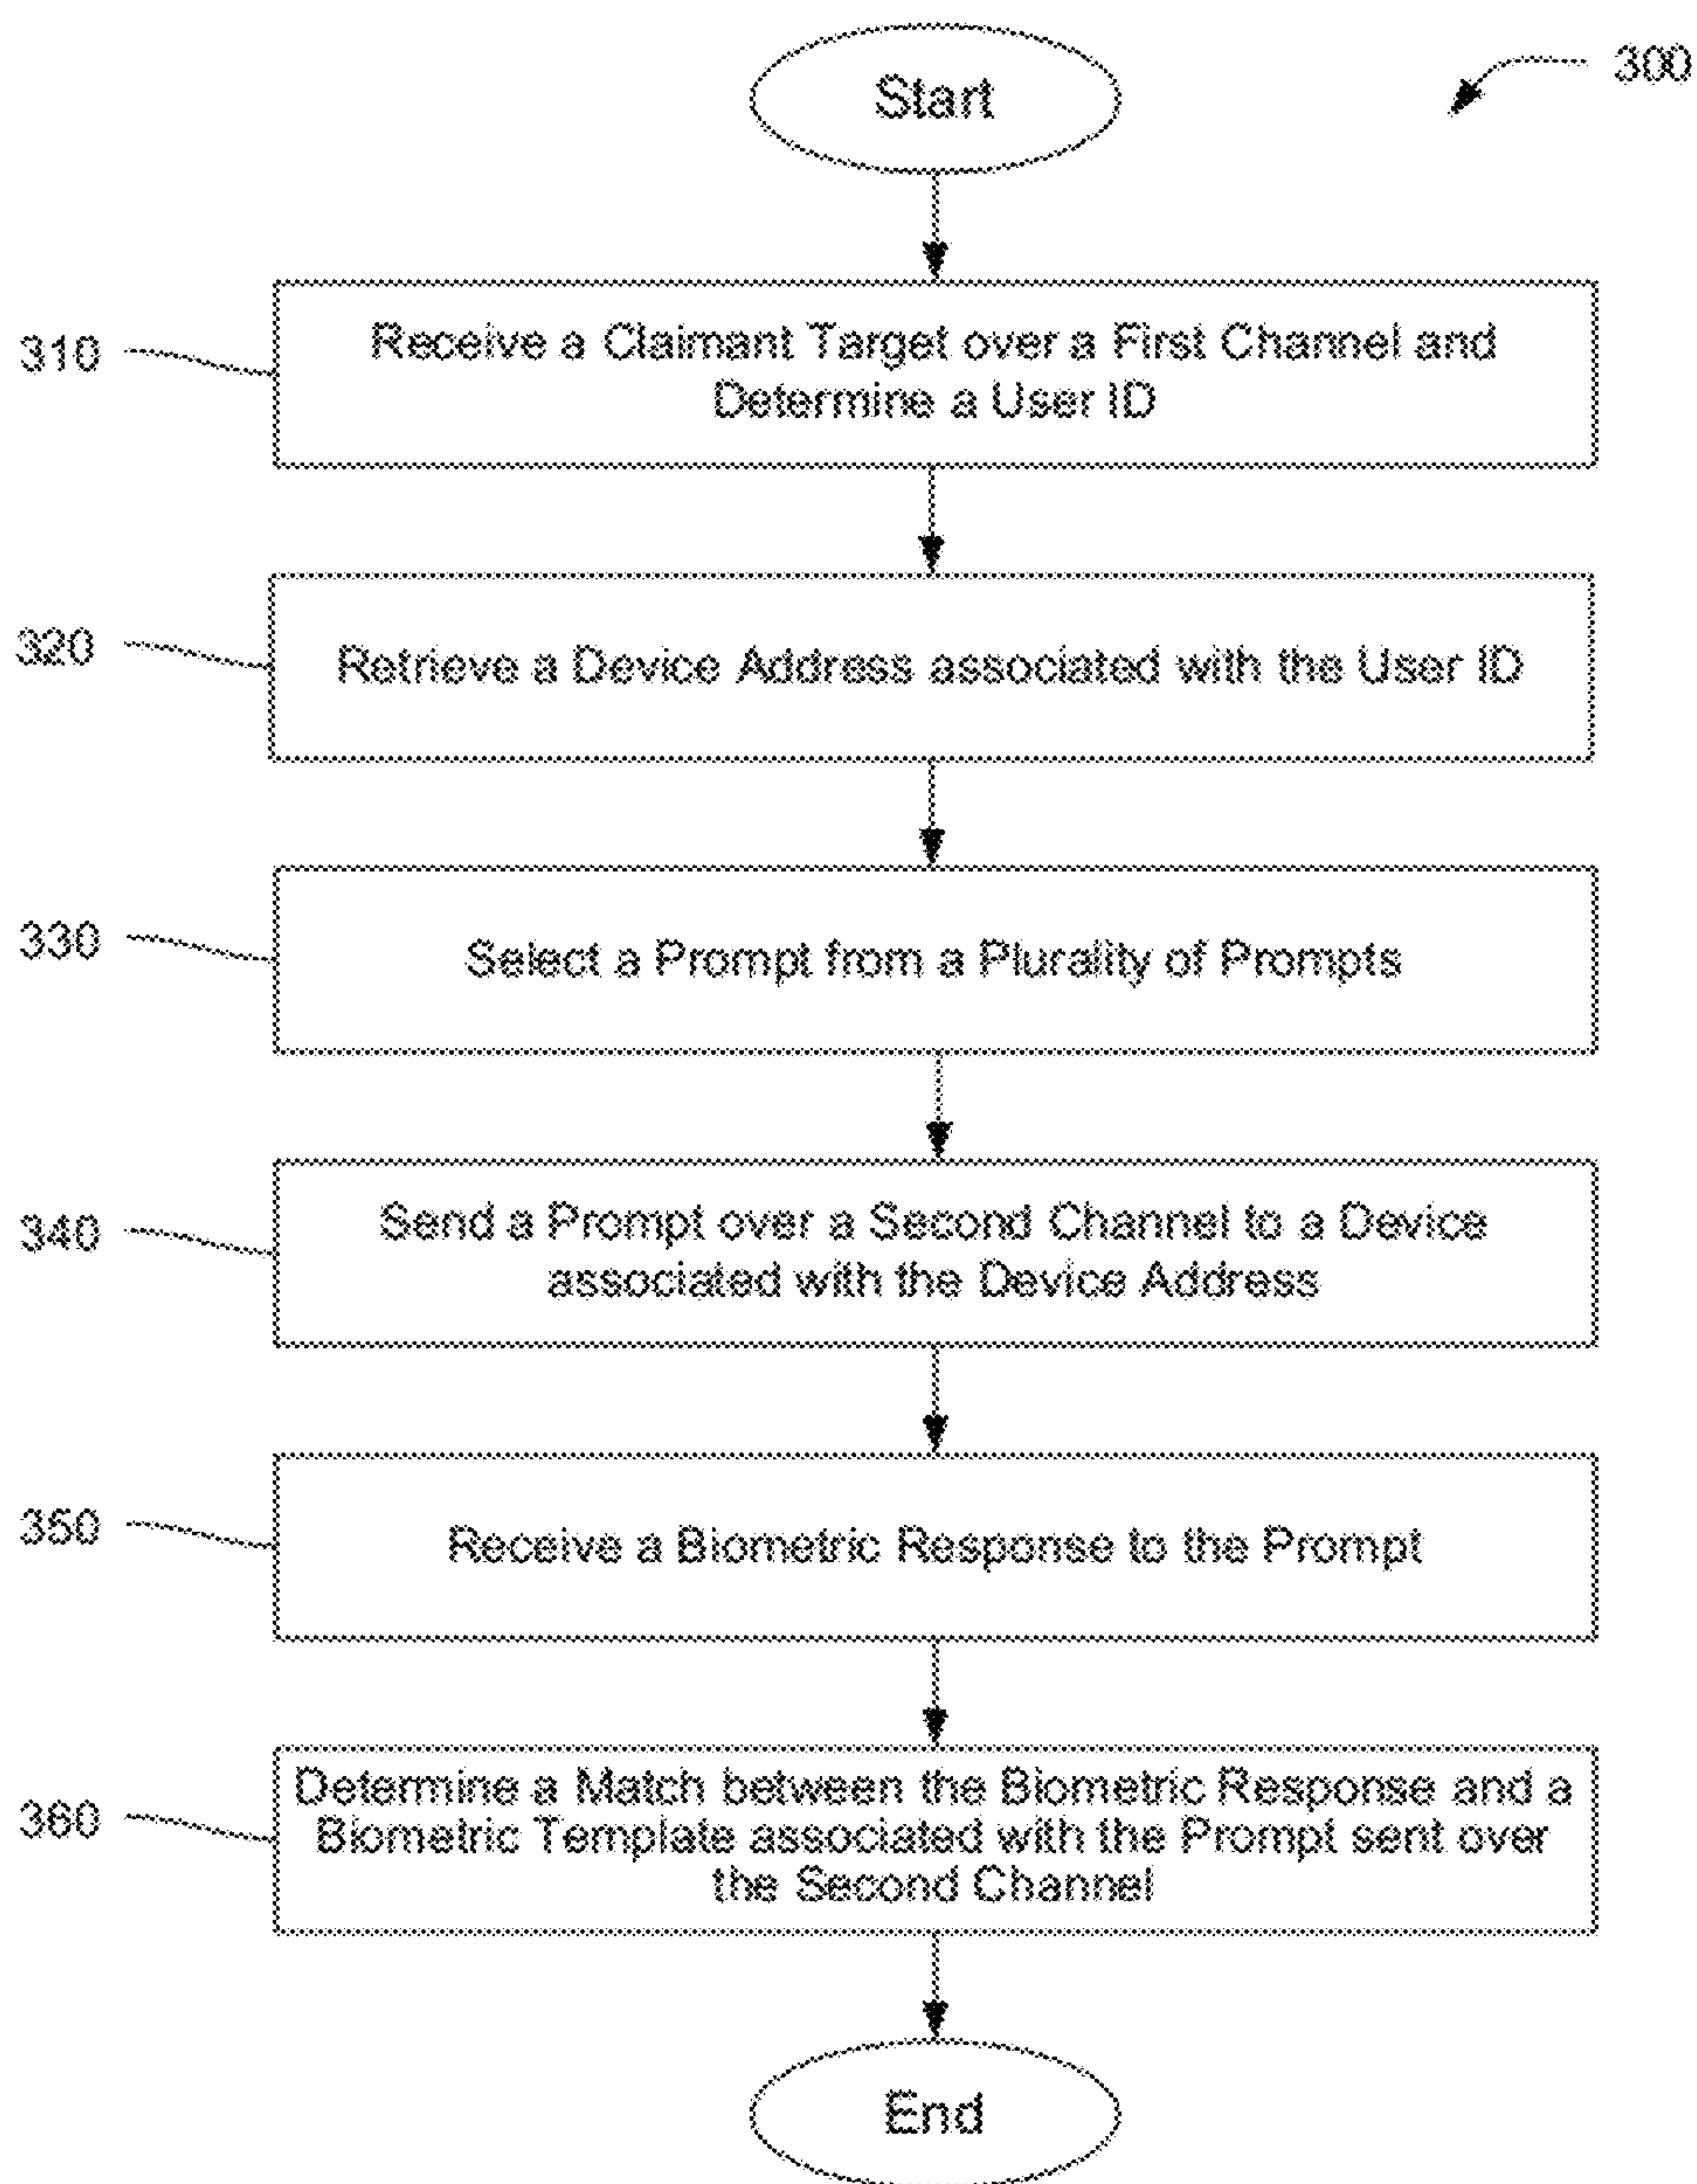 300
Start
310
Receive a Claimant Target over a First Channel and
Determine a User ID
320
Retrieve a Device Address associated with the User ID
330
Select a Prompt from a Plurality of Prompts
340
Send a Prompt over a Second Channel to a Device
associated with the Device Address
350
Receive a Biometric Response to the Prompt
360
Determine a Match between the Biometric Response and a
Biometric Template associated with the Prompt sent over
the Second Channel
End